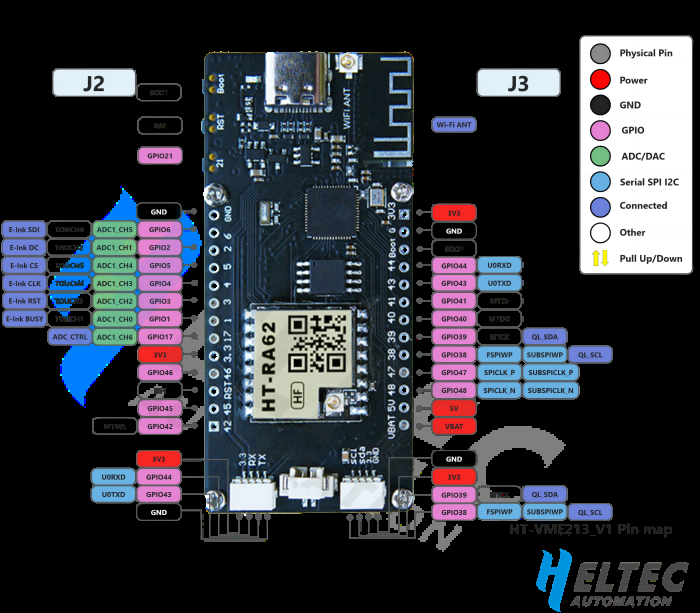 J2
J3
Physical Pin
Power
GND
GPIO
ADC/DAC
Serial SPI I2C
Connected
Other
Pull Up/Down
BOOT
RST
GPIO21
Wi-Fi ANT
Boot
RST
21
WIFI ANT
GND
E-Ink SDI ADC1_CH5 GPIO6
E-Ink DC TOUCH2 ADC1_CH1 GPIO2
E-Ink CS TOUCH5 ADC1_CH4 GPIO5
E-Ink CLK TOUCH4 ADC1_CH3 GPIO4
E-Ink RST TOUCH3 ADC1_CH2 GPIO3
E-Ink BUSY TOUCH1 ADC1_CH0 GPIO1
ADC_CTRL ADC1_CH6 GPIO17
3V3
GPIO46
GPIO45
MTMS GPIO42
3V3
U0RXD GPIO44
U0TXD GPIO43
GND
GND
6
2
5
4
3
1
17
3.3
46
RST
45
42
3V3
G
Boot
44
43
41
40
39
38
47
48
5V
VBAT
HT-RA62
HF
3.3
RX
TX
scl
sda
3.3
GND
3V3
GND
BOOT
GPIO44 U0RXD
GPIO43 U0TXD
GPIO41 MTDI
GPIO40 MTDO
GPIO39 MTCK QL_SDA
GPIO38 FSPIWP SUBSPIWP QL_SCL
GPIO47 SPICLK_P SUBSPICLK_P
GPIO48 SPICLK_N SUBSPICLK_N
5V
VBAT
GND
3V3
GPIO39 QL_SDA
GPIO38 FSPIWP SUBSPIWP QL_SCL
HT-VME213_V1 Pin map
HELTEC
AUTOMATION